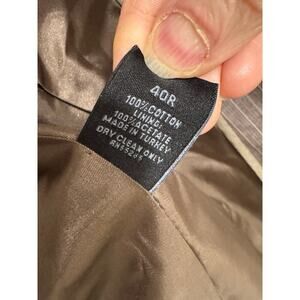 40R
100%COTTON
LINING:
100%ACETATE
MADE IN TURKEY
DRY CLEAN ONLY